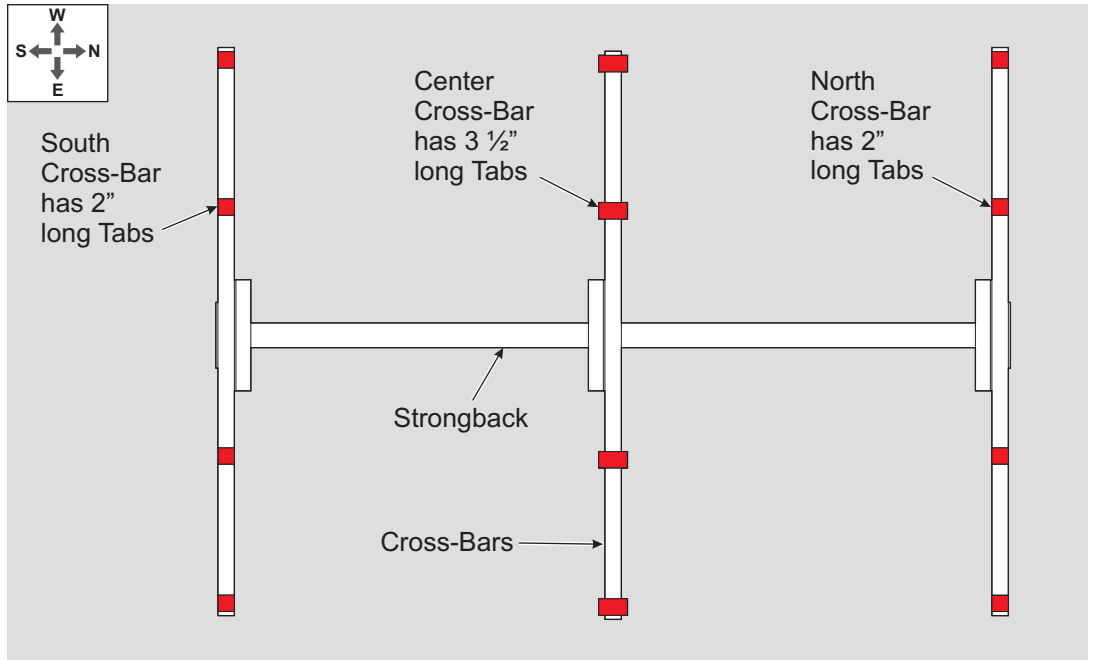 W
S N
E
South
Cross-Bar
has 2”
long Tabs
Center
Cross-Bar
has 3 ½”
long Tabs
North
Cross-Bar
has 2”
long Tabs
Strongback
Cross-Bars